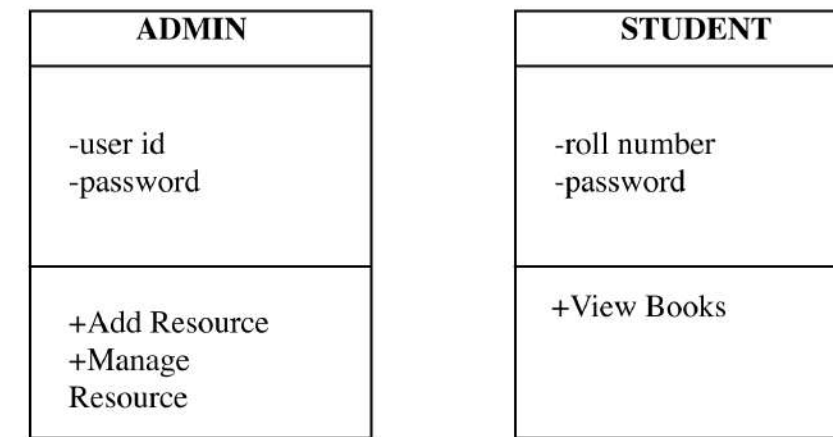 ADMIN
-user id
-password
+Add Resource
+Manage
Resource
STUDENT
-roll number
-password
+View Books